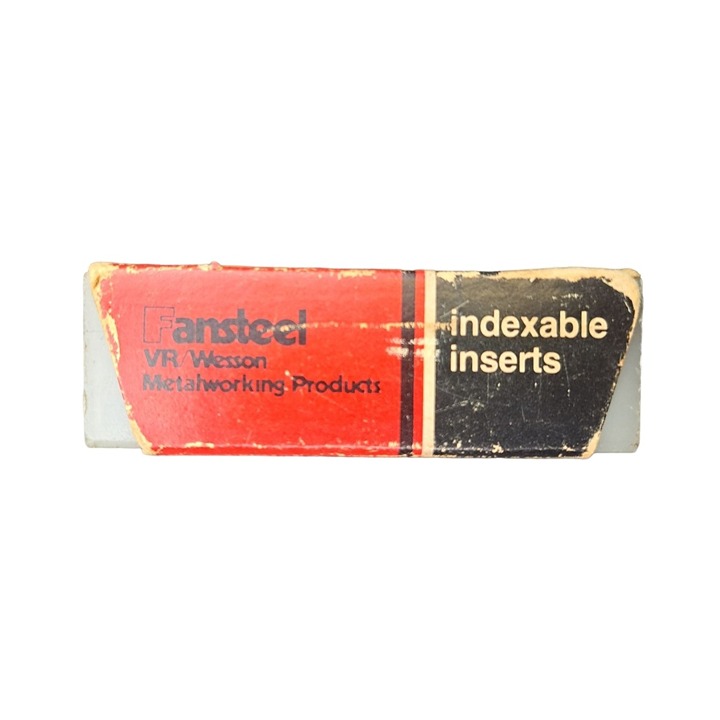 Fansteel
VR/Wesson
Metalworking Products
indexable
inserts